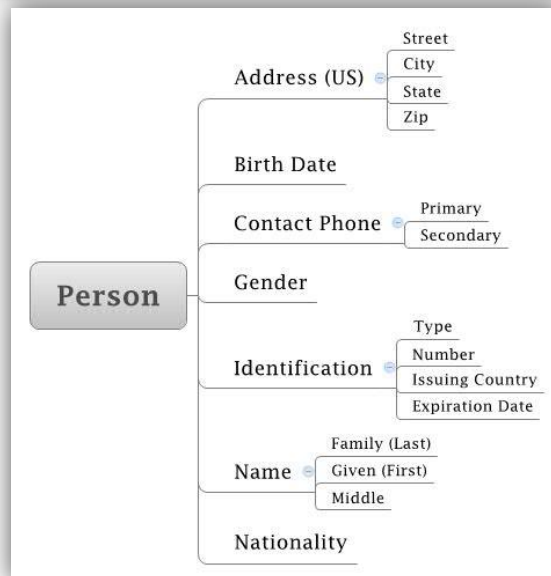 Person
Address (US)
Street
City
State
Zip
Birth Date
Contact Phone
Primary
Secondary
Gender
Identification
Type
Number
Issuing Country
Expiration Date
Name
Family (Last)
Given (First)
Middle
Nationality